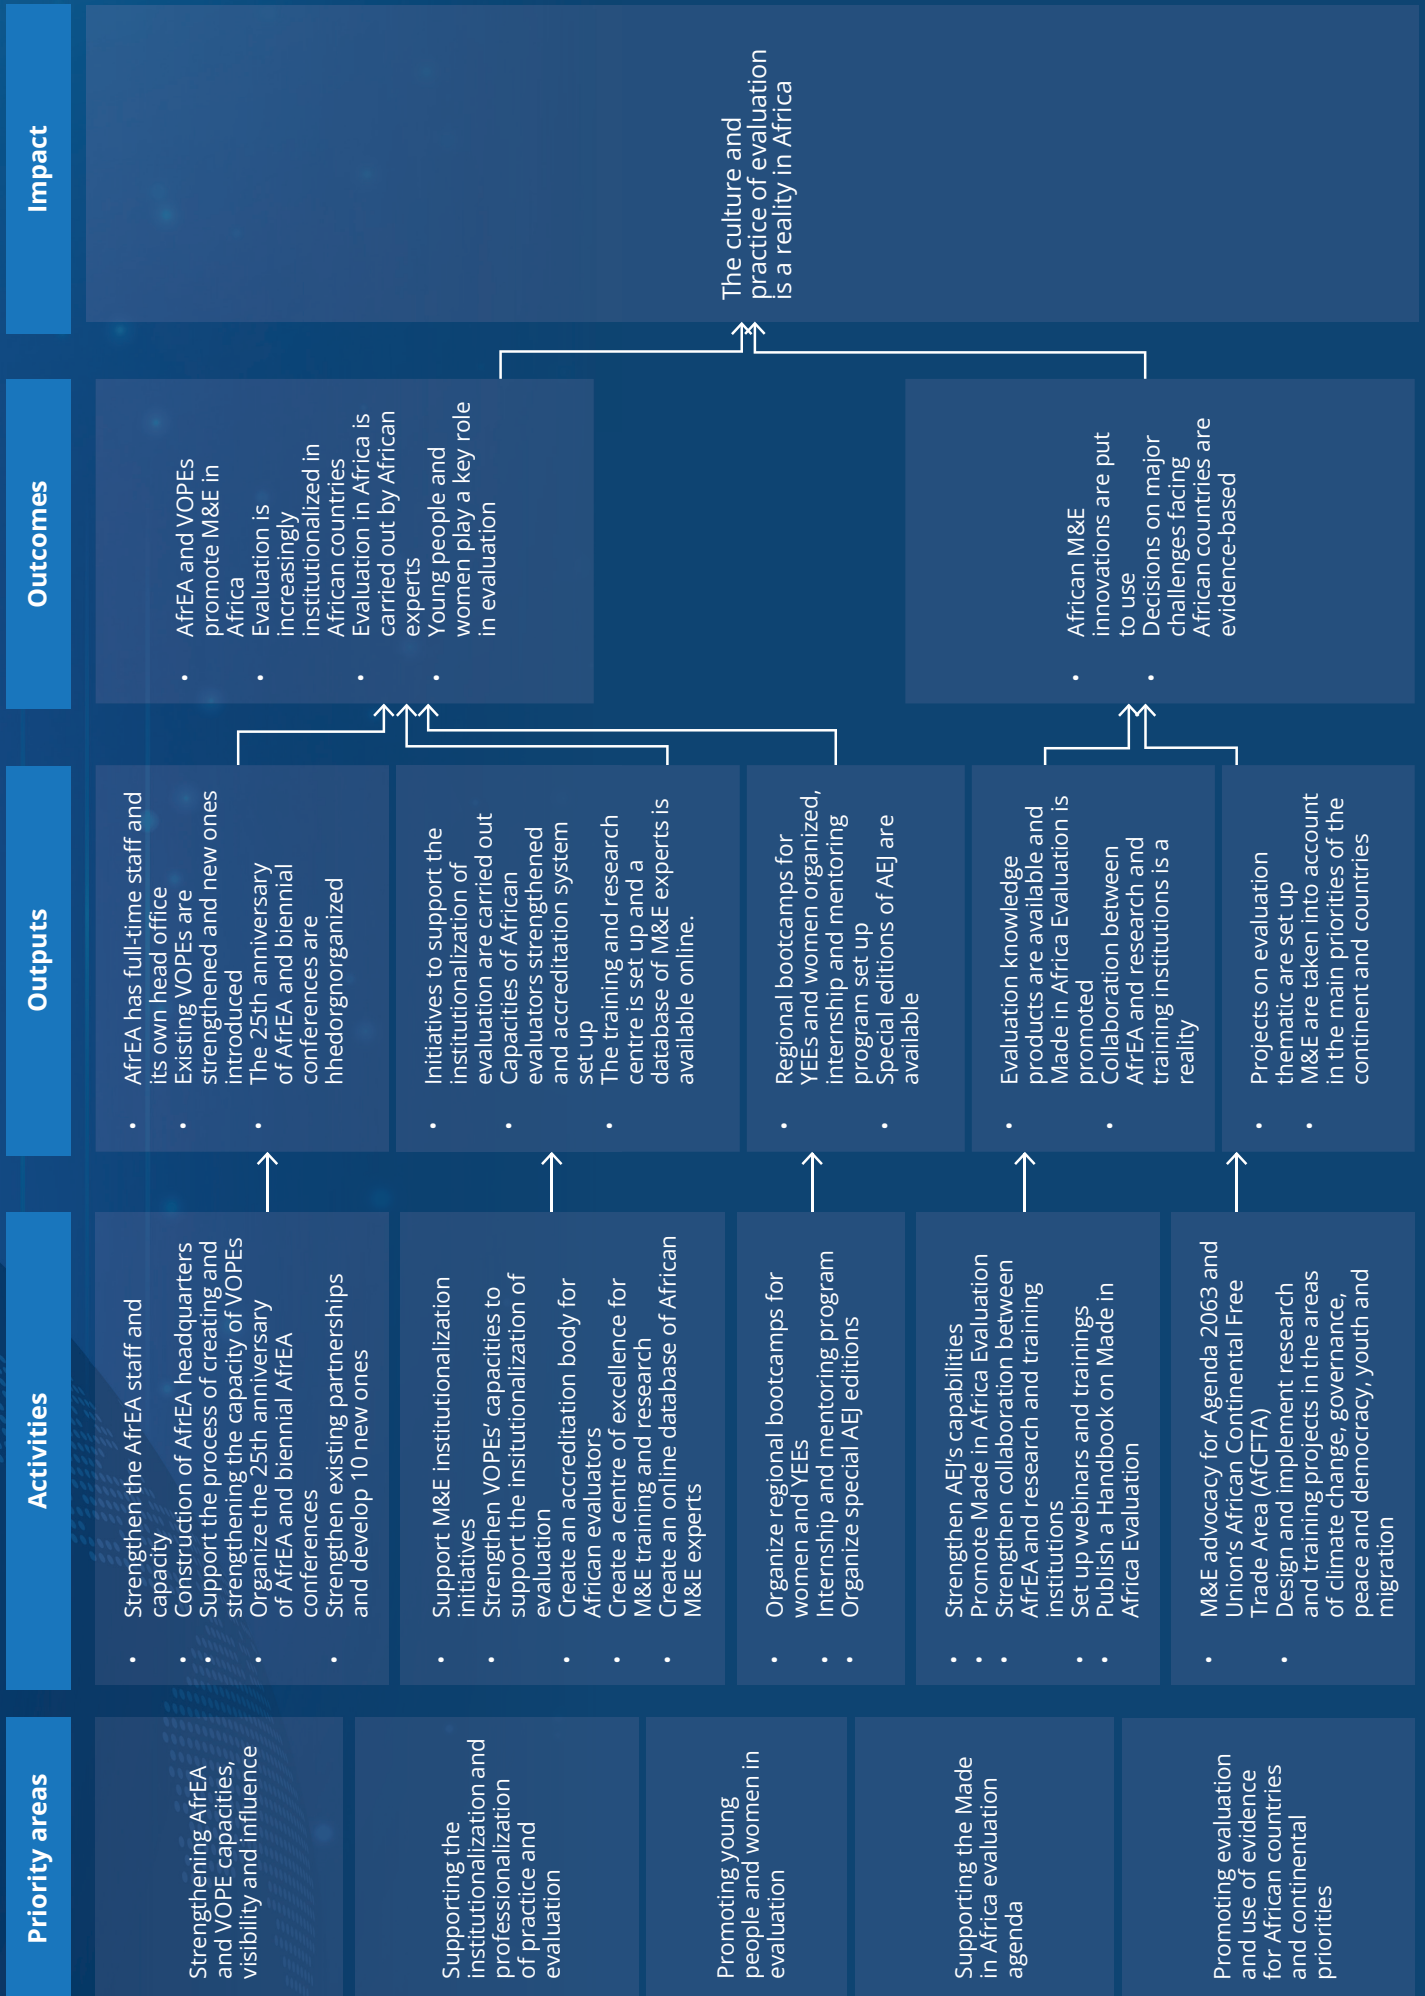 Priority areas
Activities
Outputs
Outcomes
Impact
Strengthening AfrEA
and VOPE capacities,
visibility and influence
• Strengthen the AfrEA staff and
capacity
• Construction of AfrEA headquarters
• Support the process of creating and
strengthening the capacity of VOPEs
• Organize the 25th anniversary
of AfrEA and biennial AfrEA
conferences
• Strengthen existing partnerships
and develop 10 new ones
• AfrEA has full-time staff and
its own head office
• Existing VOPEs are
strengthened and new ones
introduced
• The 25th anniversary
of AfrEA and biennial
conferences are
hhedorgnorganized
• AfrEA and VOPEs
promote M&E in
Africa
• Evaluation is
increasingly
institutionalized in
African countries
• Evaluation in Africa is
carried out by African
experts
• Young people and
women play a key role
in evaluation
The culture and
practice of evaluation
is a reality in Africa
Supporting the
institutionalization and
professionalization
of practice and
evaluation
• Support M&E institutionalization
initiatives
• Strengthen VOPEs’ capacities to
support the insitutionalization of
evaluation
• Create an accreditation body for
African evaluators
• Create a centre of excellence for
M&E training and research
• Create an online database of African
M&E experts
• Initiatives to support the
institutionalization of
evaluation are carried out
• Capacities of African
evaluators strengthened
and accreditation system
set up
• The training and research
centre is set up and a
database of M&E experts is
available online.
Promoting young
people and women in
evaluation
• Organize regional bootcamps for
women and YEEs
• Internship and mentoring program
• Organize special AEJ editions
• Regional bootcamps for
YEEs and women organized,
internship and mentoring
program set up
• Special editions of AEJ are
available
Supporting the Made
in Africa evaluation
agenda
• Strengthen AEJ’s capabilities
• Promote Made in Africa Evaluation
• Strengthen collaboration between
AfrEA and research and training
institutions
• Set up webinars and trainings
• Publish a Handbook on Made in
Africa Evaluation
• Evaluation knowledge
products are available and
Made in Africa Evaluation is
promoted
• Collaboration between
AfrEA and research and
training institutions is a
reality
• African M&E
innovations are put
to use
• Decisions on major
challenges facing
African countries are
evidence-based
Promoting evaluation
and use of evidence
for African countries
and continental
priorities
• M&E advocacy for Agenda 2063 and
Union’s African Continental Free
Trade Area (AfCFTA)
• Design and implement research
and training projects in the areas
of climate change, governance,
peace and democracy, youth and
migration
• Projects on evaluation
thematic are set up
• M&E are taken into account
in the main priorities of the
continent and countries